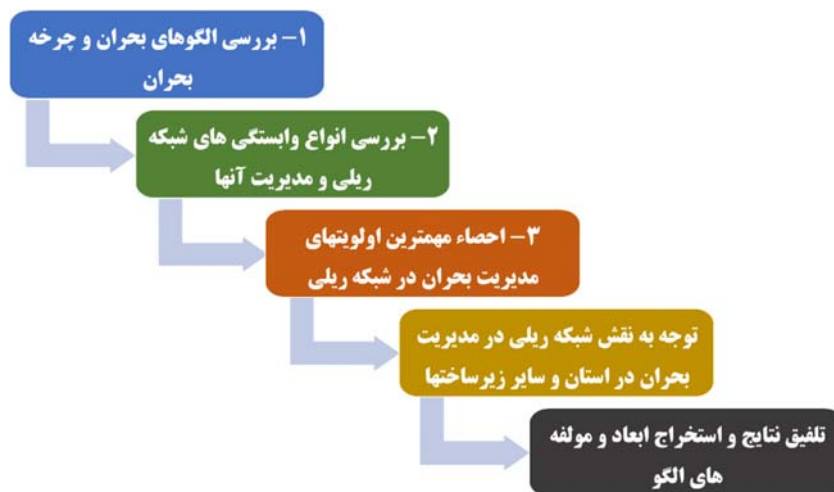 ۱- بررسی الگوهای بحران و چرخه
بحران
۲- بررسی انواع وابستگی های شبکه
ریلی و مدیریت آنها
۳- احصاء مهمترین اولویتهای
مدیریت بحران در شبکه ریلی
توجه به نقش شبکه ریلی در مدیریت
بحران در استان و سایر زیرساختها
تلفیق نتایج و استخراج ابعاد و مولفه
های الگو